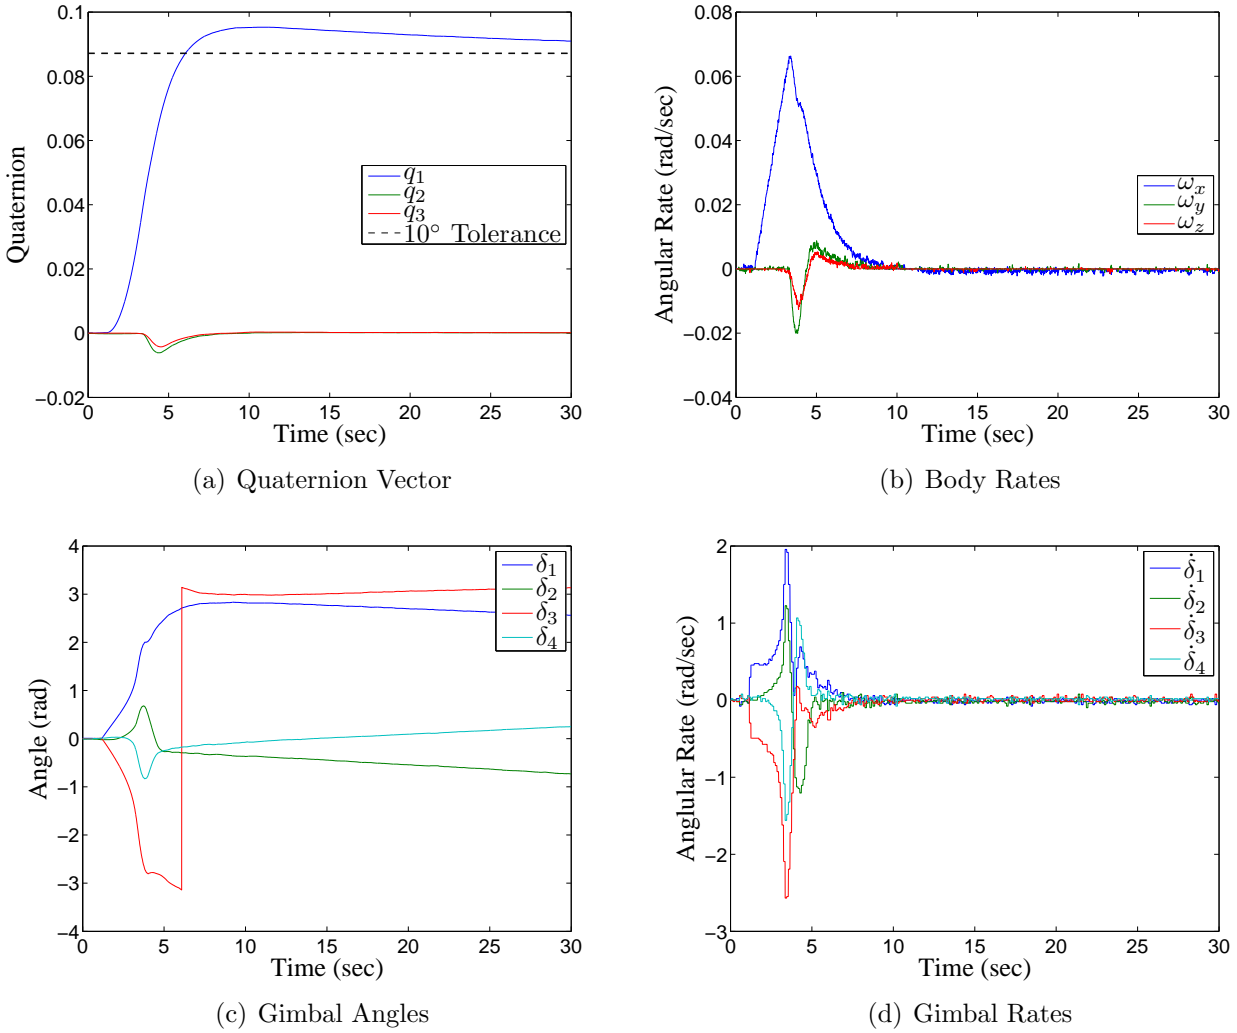 0.1
0.08
0.06
0.04
0.02
0
−0.02
Quaternion
q1
q2
q3
10° Tolerance
0 5 10 15 20 25 30
Time (sec)
(a) Quaternion Vector
0.08
0.06
0.04
0.02
0
−0.02
−0.04
Angular Rate (rad/sec)
ωx
ωy
ωz
0 5 10 15 20 25 30
Time (sec)
(b) Body Rates
4
3
2
1
0
−1
−2
−3
−4
Angle (rad)
δ1
δ2
δ3
δ4
0 5 10 15 20 25 30
Time (sec)
(c) Gimbal Angles
2
1
0
−1
−2
−3
Anglular Rate (rad/sec)
δ̇1
δ̇2
δ̇3
δ̇4
0 5 10 15 20 25 30
Time (sec)
(d) Gimbal Rates